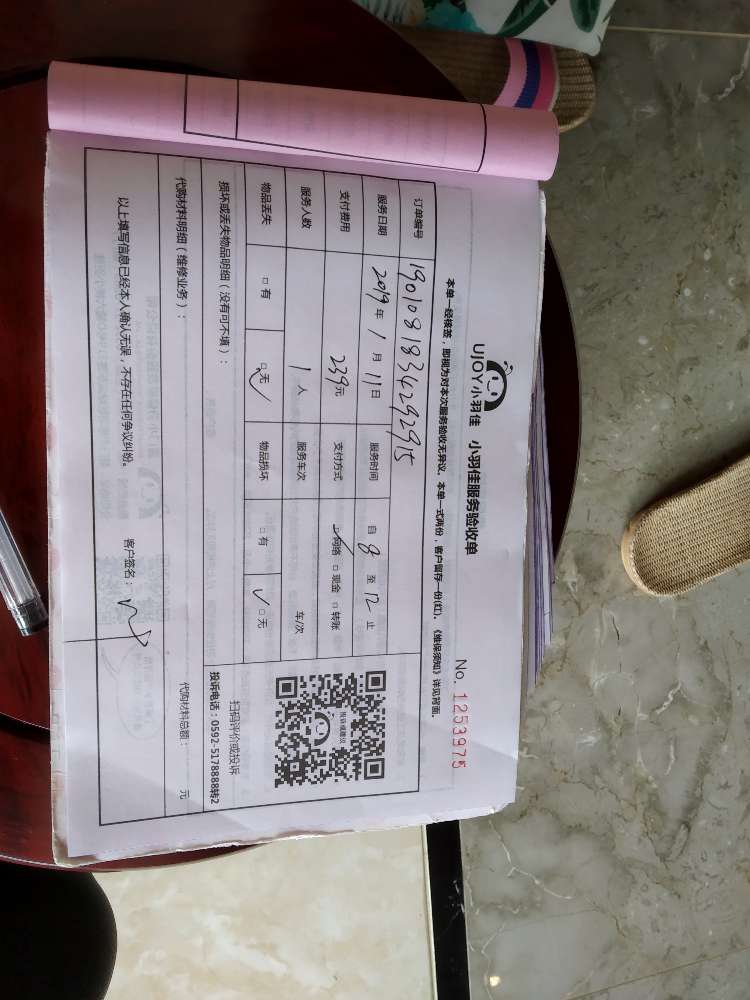 UJOY小羽佳 小羽佳服务验收单
No. 1253975
本单一经核签，即视为对本次服务验收无异议。本单一式两份，客户留存一份(红)。《维保须知》详见背面。
订单编号 1901081834292915
服务日期 2019 年 1 月 11 日 服务时间 自 8 至 12 止
支付费用 239元 支付方式 ☑网络 □ 现金 □ 转账
服务人数 1 人 服务车次 车/次
物品丢失 □ 有 ☑无 物品损坏 □ 有 ☑ 无
投诉或建议
扫码评价或投诉
投诉电话：0592-5178888转2
损坏或丢失物品明细（没有可不填）：
代购材料明细（维修业务）： 代购材料总额： 元
以上填写信息已经本人确认无误，不存在任何争议纠纷。 客户签名：